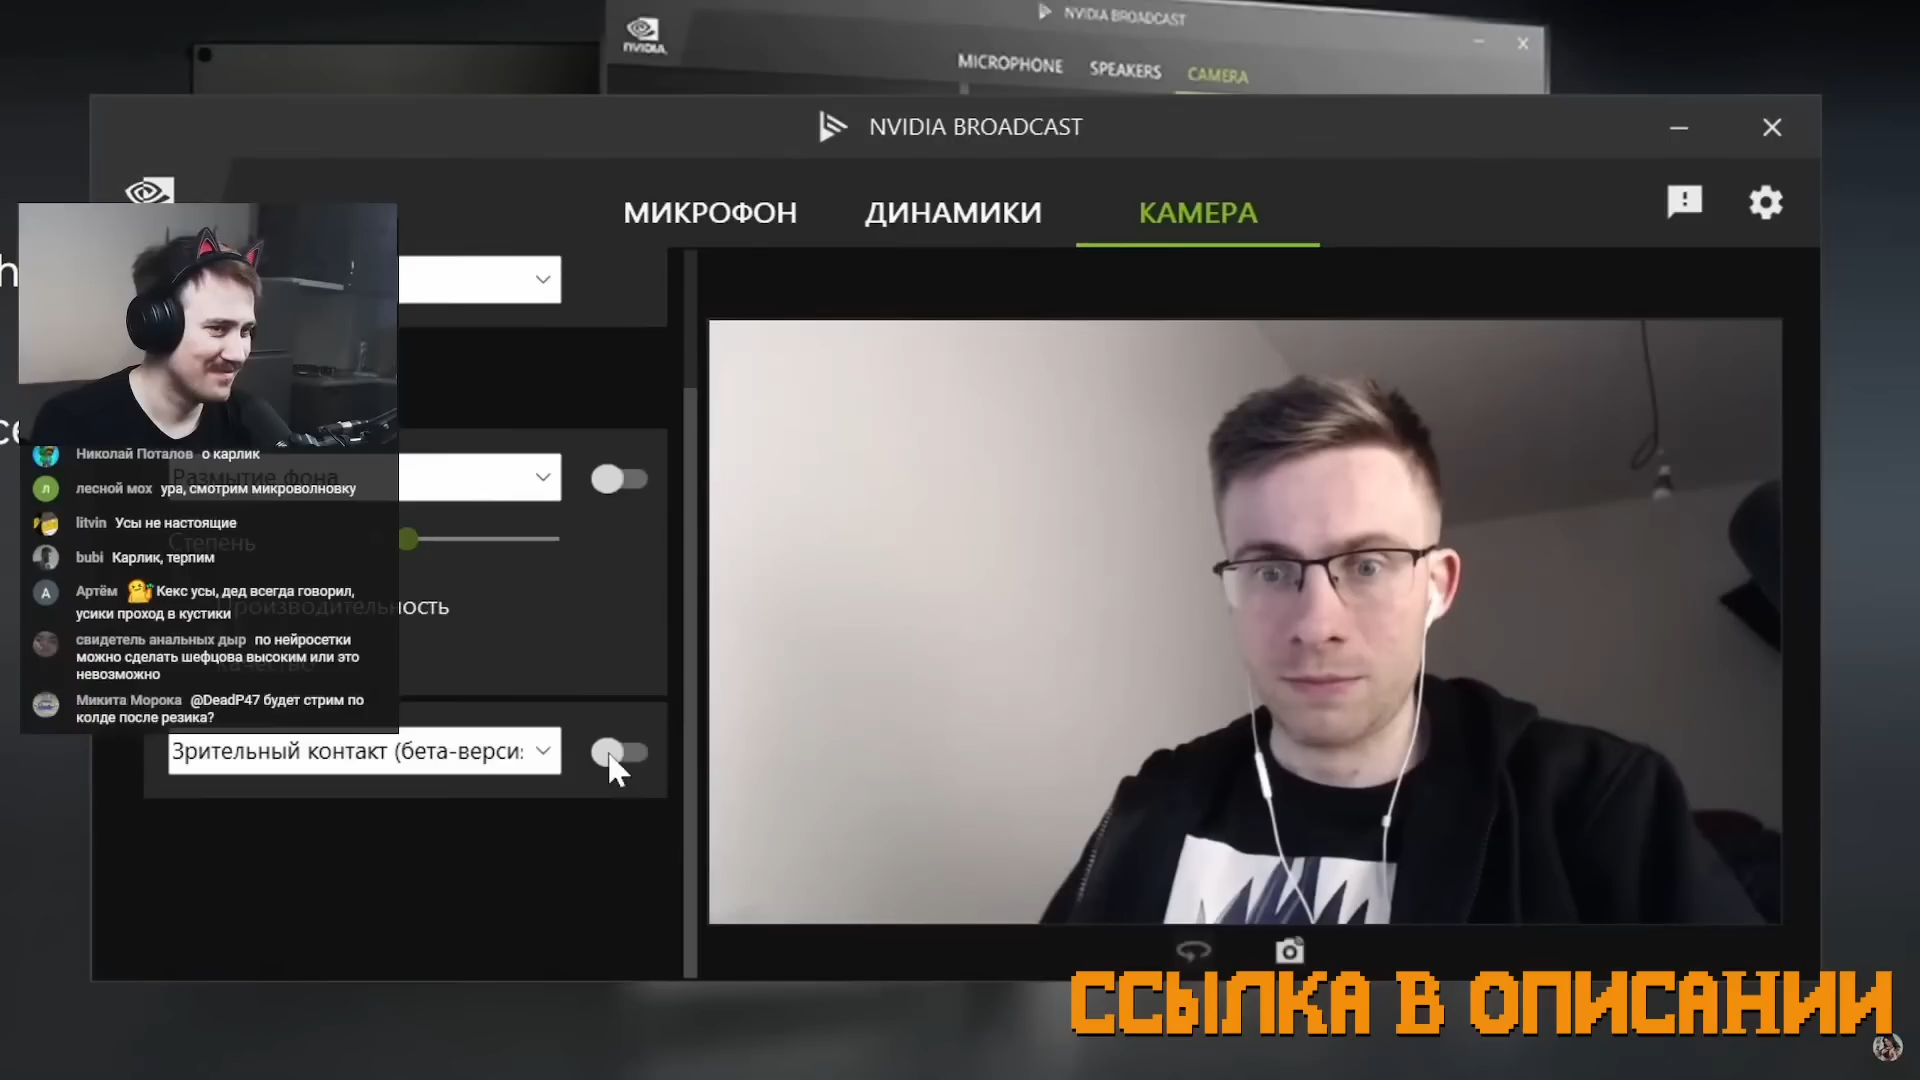 NVIDIA BROADCAST
NVIDIA
MICROPHONE SPEAKERS CAMERA
NVIDIA BROADCAST
МИКРОФОН ДИНАМИКИ КАМЕРА
Николай Поталов о карлик
Размытие фона
лесной мох ура, смотрим микроволновку
litvin Усы не настоящие
Степень
bubi Карлик, терпим
Артём Кекс усы, дед всегда говорил,
Производительность
усики проход в кустики
свидетель анальных дыр по нейросетки
можно сделать шефцова высоким или это
Качество
невозможно
Микита Морока @DeadP47 будет стрим по
колде после резика?
Зрительный контакт (бета-верси
ССЫЛКА В ОПИСАНИИ